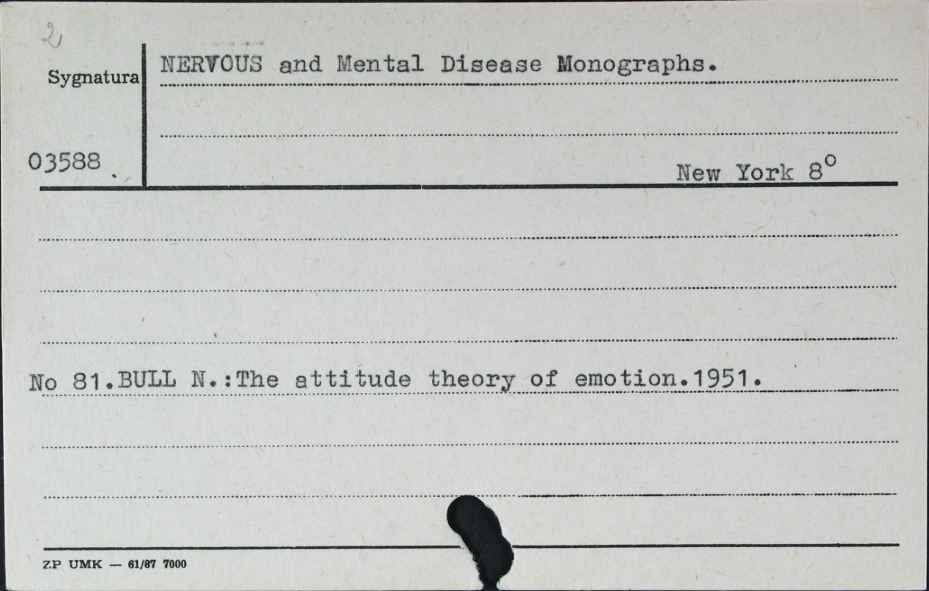 2
Sygnatura
NERVOUS and Mental Disease Monographs.
03588
New York 8°
No 81.BULL N.:The attitude theory of emotion.1951.
ZP UMK — 61/87 7000